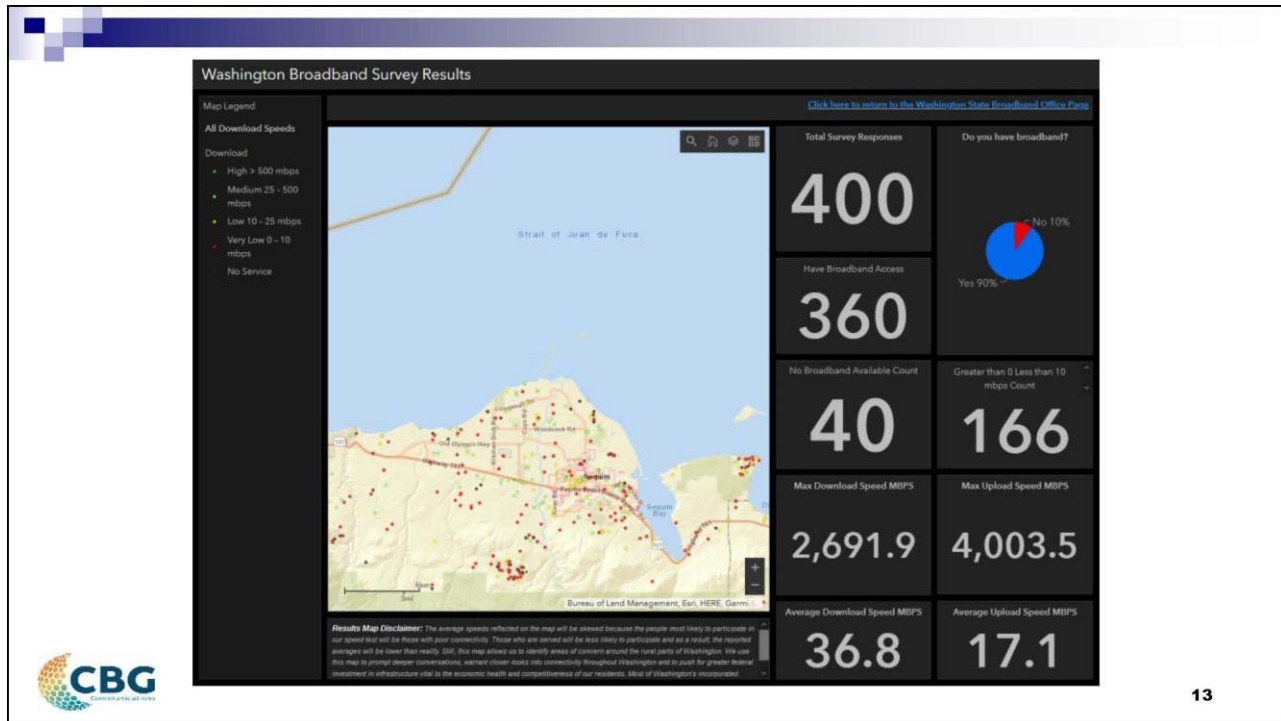 Washington Broadband Survey Results
Click here to return to the Washington State Broadband Office Page
Map Legend
All Download Speeds
Download
High > 500 mbps
Medium 25 - 500
mbps
Low 10 - 25 mbps
Very Low 0 - 10
mbps
No Service
Strait of Juan de Fuca
Woodcock Rd
Old Olympic Hwy
Sequim
Sequim
Bay
Bureau of Land Management, Esri, HERE, Garmi...
Results Map Disclaimer: The average speeds reflected on the map will be skewed because the people most likely to participate in
our speed test will be those with poor connectivity. Those who are served will be less likely to participate and as a result, the reported
averages will be lower than reality. Still, this map allows us to identify areas of concern around the rural parts of Washington. We use
this map to prompt deeper conversations, warrant closer looks into connectivity throughout Washington and to push for greater federal
investment in infrastructure vital to the economic health and competitiveness of our residents. Most of Washington's incorporated
Total Survey Responses
400
Do you have broadband?
No 10%
Yes 90%
Have Broadband Access
360
No Broadband Available Count
40
Greater than 0 Less than 10
mbps Count
166
Max Download Speed MBPS
2,691.9
Max Upload Speed MBPS
4,003.5
Average Download Speed MBPS
36.8
Average Upload Speed MBPS
17.1
CBG
Communications
13